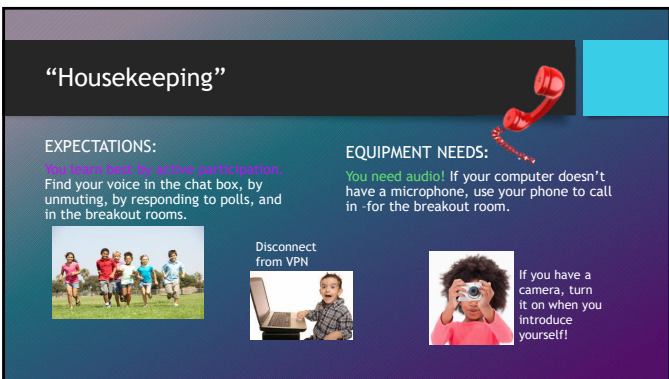 “Housekeeping”
EXPECTATIONS:
You learn best by active participation.
Find your voice in the chat box, by
unmuting, by responding to polls, and
in the breakout rooms.
EQUIPMENT NEEDS:
You need audio! If your computer doesn’t
have a microphone, use your phone to call
in –for the breakout room.
Disconnect
from VPN
If you have a
camera, turn
it on when you
introduce
yourself!